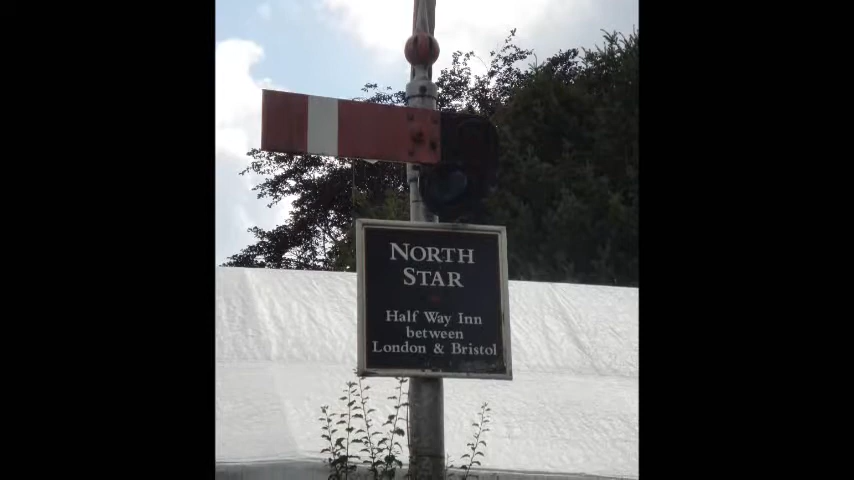 NORTH
STAR
Half Way Inn
between
London & Bristol